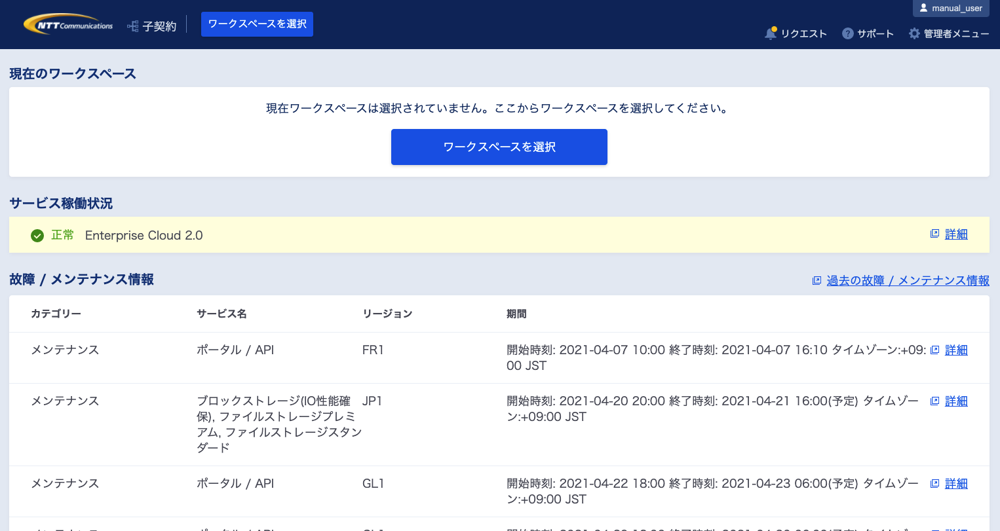 manual_user
NTT Communications
子契約
ワークスペースを選択
リクエスト
サポート
管理者メニュー
現在のワークスペース
現在ワークスペースは選択されていません。ここからワークスペースを選択してください。
ワークスペースを選択
サービス稼働状況
正常 Enterprise Cloud 2.0 詳細
故障 / メンテナンス情報
過去の故障 / メンテナンス情報
カテゴリー サービス名 リージョン 期間
メンテナンス ポータル / API FR1 開始時刻: 2021-04-07 10:00 終了時刻: 2021-04-07 16:10 タイムゾーン:+09: 詳細
00 JST
メンテナンス ブロックストレージ(IO性能確 JP1 開始時刻: 2021-04-20 20:00 終了時刻: 2021-04-21 16:00(予定) タイムゾー 詳細
保), ファイルストレージプレミ ン:+09:00 JST
アム, ファイルストレージスタン
ダード
メンテナンス ポータル / API GL1 開始時刻: 2021-04-22 18:00 終了時刻: 2021-04-23 06:00(予定) タイムゾー 詳細
ン:+09:00 JST